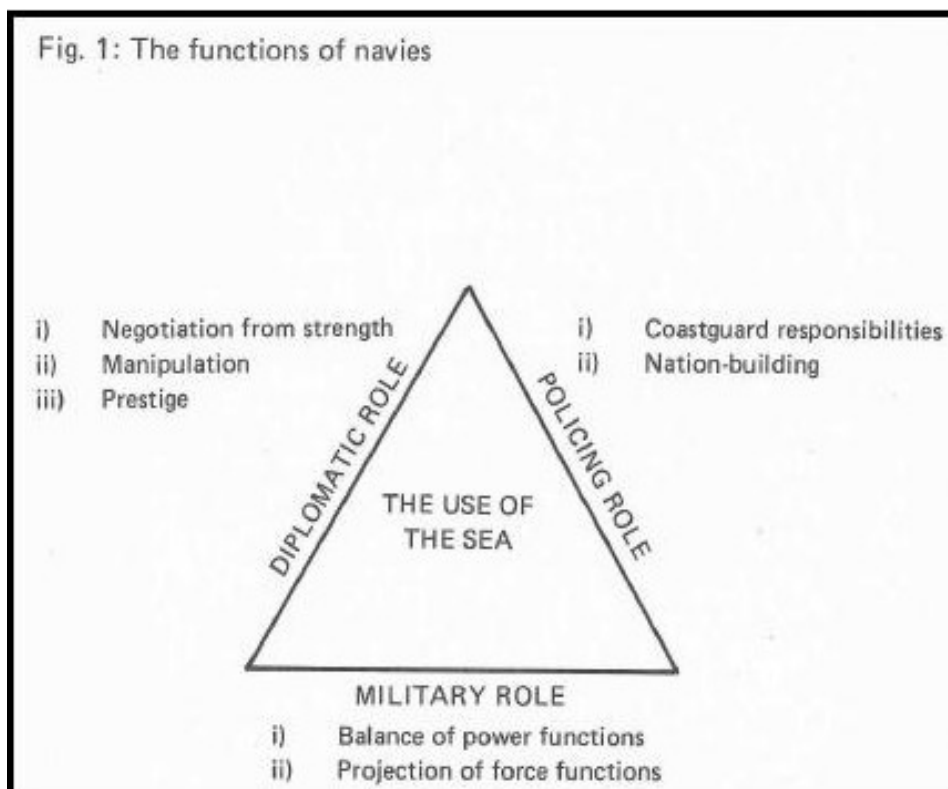 Fig. 1: The functions of navies
i) Negotiation from strength
ii) Manipulation
iii) Prestige
i) Coastguard responsibilities
ii) Nation-building
DIPLOMATIC ROLE
POLICING ROLE
THE USE OF
THE SEA
MILITARY ROLE
i) Balance of power functions
ii) Projection of force functions